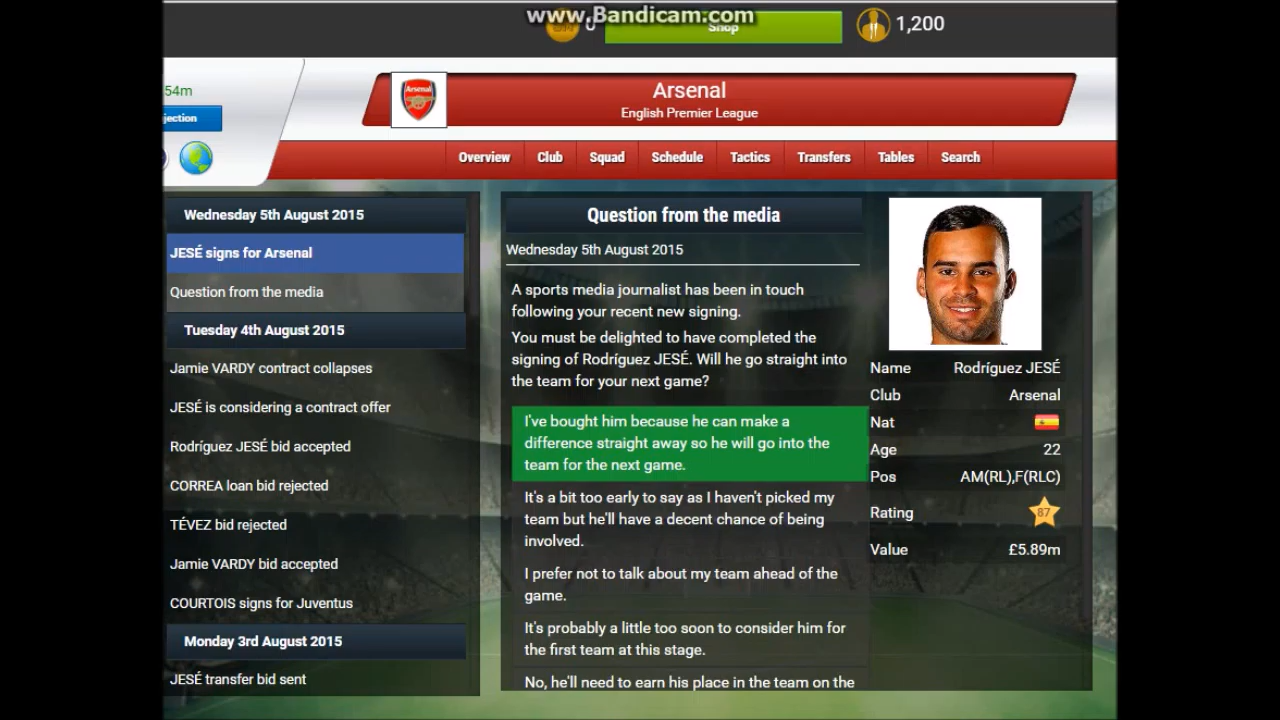 www.Bandicam.com
0
Shop
1,200
54m
jection
Arsenal
Arsenal
English Premier League
Overview
Club
Squad
Schedule
Tactics
Transfers
Tables
Search
Wednesday 5th August 2015
JESÉ signs for Arsenal
Question from the media
Tuesday 4th August 2015
Jamie VARDY contract collapses
JESÉ is considering a contract offer
Rodríguez JESÉ bid accepted
CORREA loan bid rejected
TÉVEZ bid rejected
Jamie VARDY bid accepted
COURTOIS signs for Juventus
Monday 3rd August 2015
JESÉ transfer bid sent
Question from the media
Wednesday 5th August 2015
A sports media journalist has been in touch
following your recent new signing.
You must be delighted to have completed the
signing of Rodríguez JESÉ. Will he go straight into
the team for your next game?
I've bought him because he can make a
difference straight away so he will go into the
team for the next game.
It's a bit too early to say as I haven't picked my
team but he'll have a decent chance of being
involved.
I prefer not to talk about my team ahead of the
game.
It's probably a little too soon to consider him for
the first team at this stage.
No, he'll need to earn his place in the team on the
Name Rodríguez JESÉ
Club Arsenal
Nat
Age 22
Pos AM(RL),F(RLC)
Rating 87
Value £5.89m